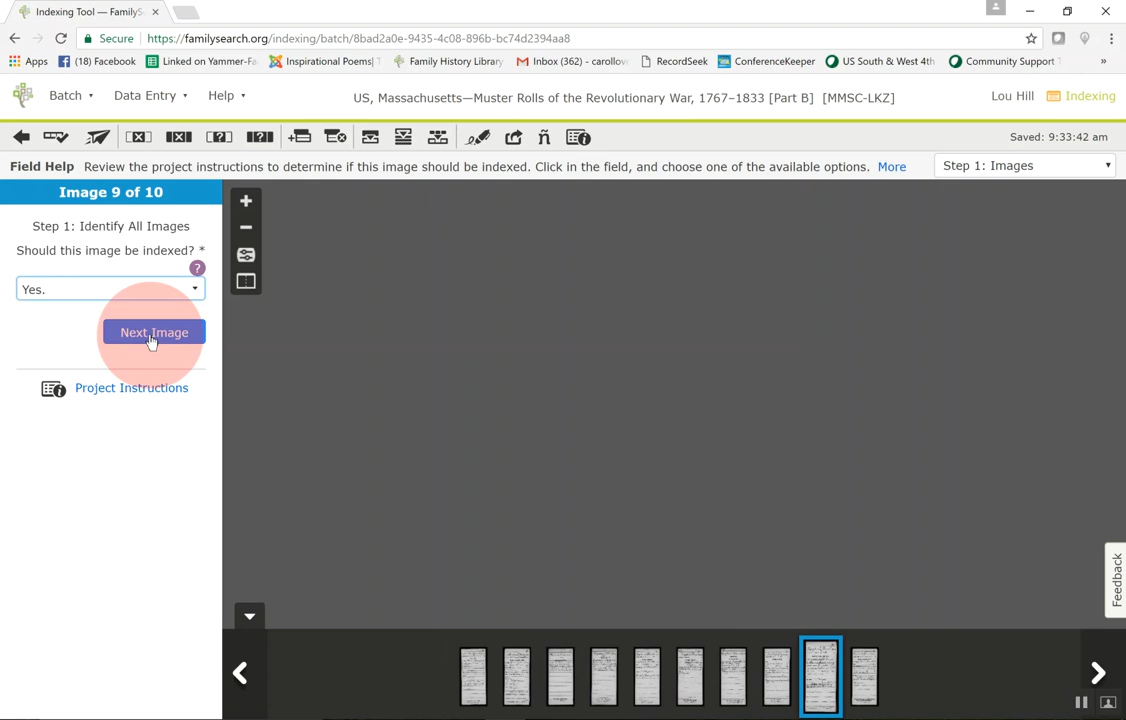 Indexing Tool — FamilyS
Secure
https://familysearch.org/indexing/batch/8bad2a0e-9435-4c08-896b-bc74d2394aa8
Apps
(18) Facebook
Linked on Yammer-Fa
Inspirational Poems| T
Family History Library
Inbox (362) - carollov
RecordSeek
ConferenceKeeper
US South & West 4th
Community Support T
»
Batch
Data Entry
Help
US, Massachusetts—Muster Rolls of the Revolutionary War, 1767–1833 [Part B] [MMSC-LKZ]
Lou Hill
Indexing
Saved: 9:33:42 am
Field Help Review the project instructions to determine if this image should be indexed. Click in the field, and choose one of the available options. More
Step 1: Images
Image 9 of 10
Step 1: Identify All Images
Should this image be indexed? *
?
Yes.
Next Image
Project Instructions
Feedback